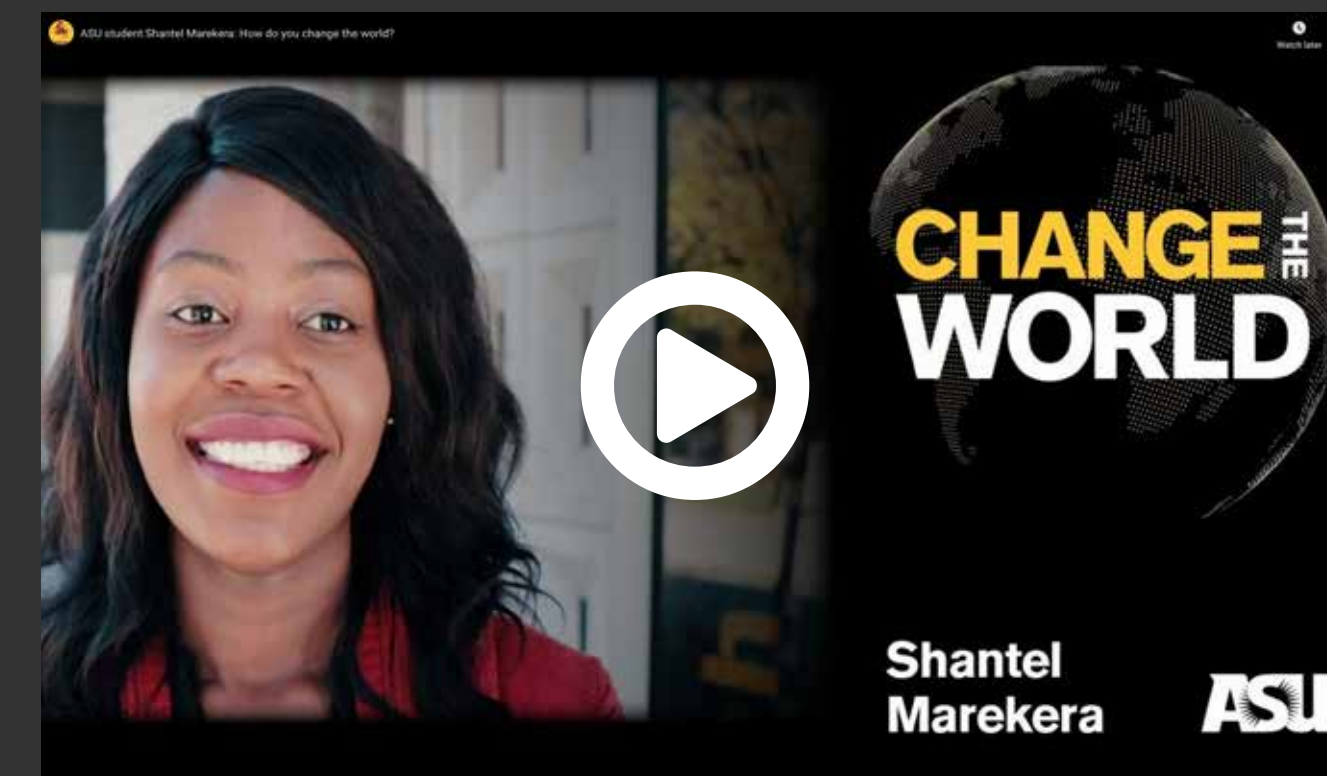 ASU student Shantel Marekera: How do you change the world?
Watch later
CHANGE THE
WORLD
Shantel
Marekera
ASU